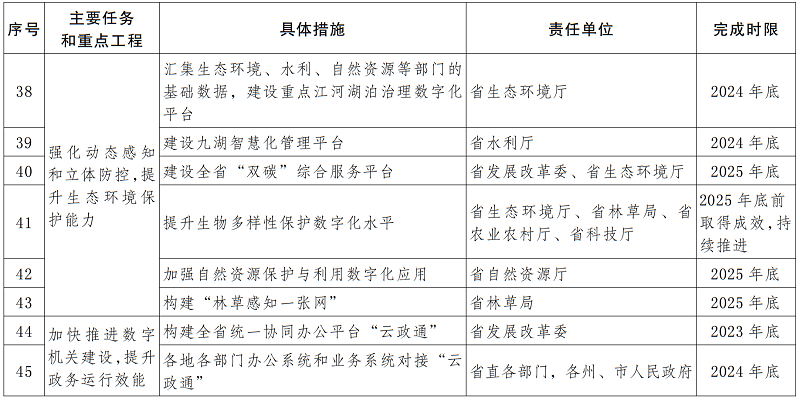 序号 主要任务和重点工程 具体措施 责任单位 完成时限
强化动态感知
和立体防控，提
升生态环境保
护能力
38 汇集生态环境、水利、自然资源等部门的
基础数据，建设重点江河湖泊治理数字化
平台 省生态环境厅 2024 年底
39 建设九湖智慧化管理平台 省水利厅 2024 年底
40 建设全省“双碳”综合服务平台 省发展改革委、省生态环境厅 2025 年底
41 提升生物多样性保护数字化水平 省生态环境厅、省林草局、省
农业农村厅、省科技厅 2025 年底前
取得成效，持
续推进
42 加强自然资源保护与利用数字化应用 省自然资源厅 2025 年底
43 构建“林草感知一张网” 省林草局 2025 年底
加快推进数字
机关建设，提升
政务运行效能
44 构建全省统一协同办公平台“云政通” 省发展改革委 2023 年底
45 各地各部门办公系统和业务系统对接“云
政通” 省直各部门，各州、市人民政府 2024 年底